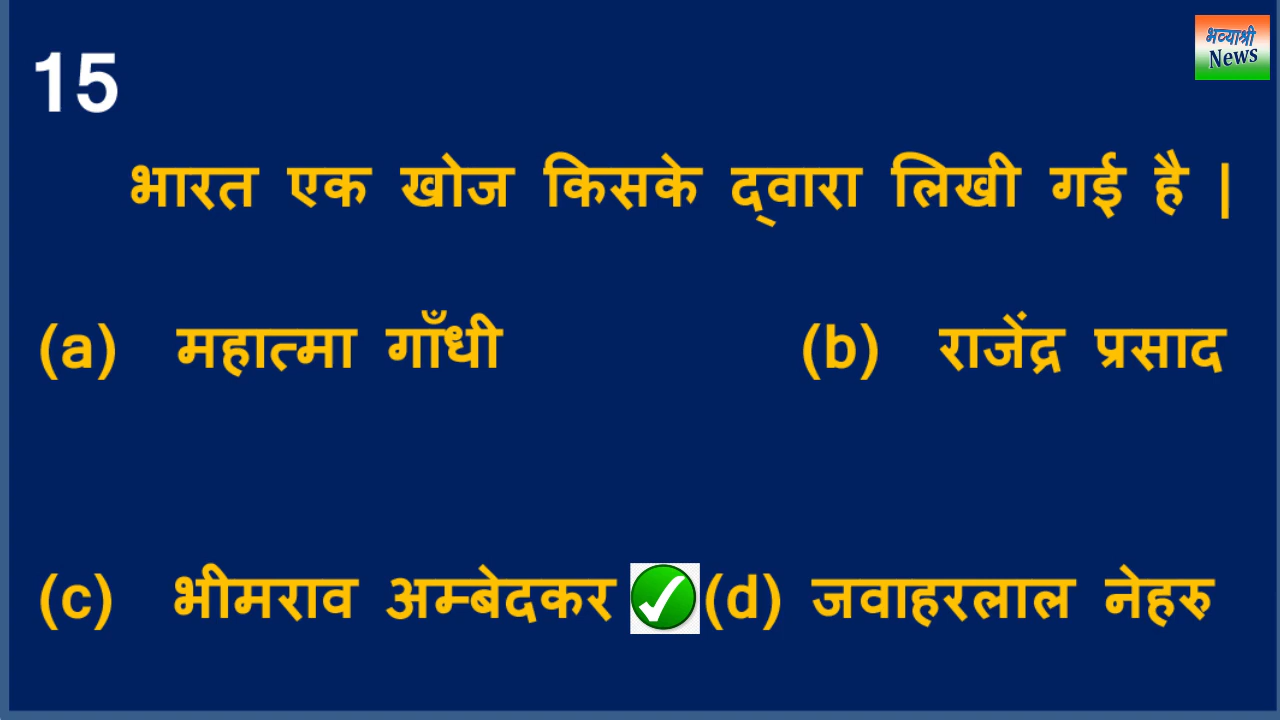 भव्याश्री
News
15
भारत एक खोज किसके द्‌वारा लिखी गई है |
(a) महात्मा गाँधी (b) राजेंद्र प्रसाद
(c) भीमराव अम्बेदकर (d) जवाहरलाल नेहरु